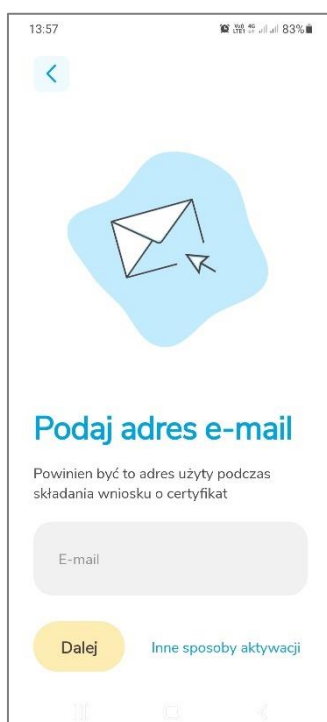 13:57 83%
Podaj adres e-mail
Powinien być to adres użyty podczas
składania wniosku o certyfikat
E-mail
Dalej Inne sposoby aktywacji